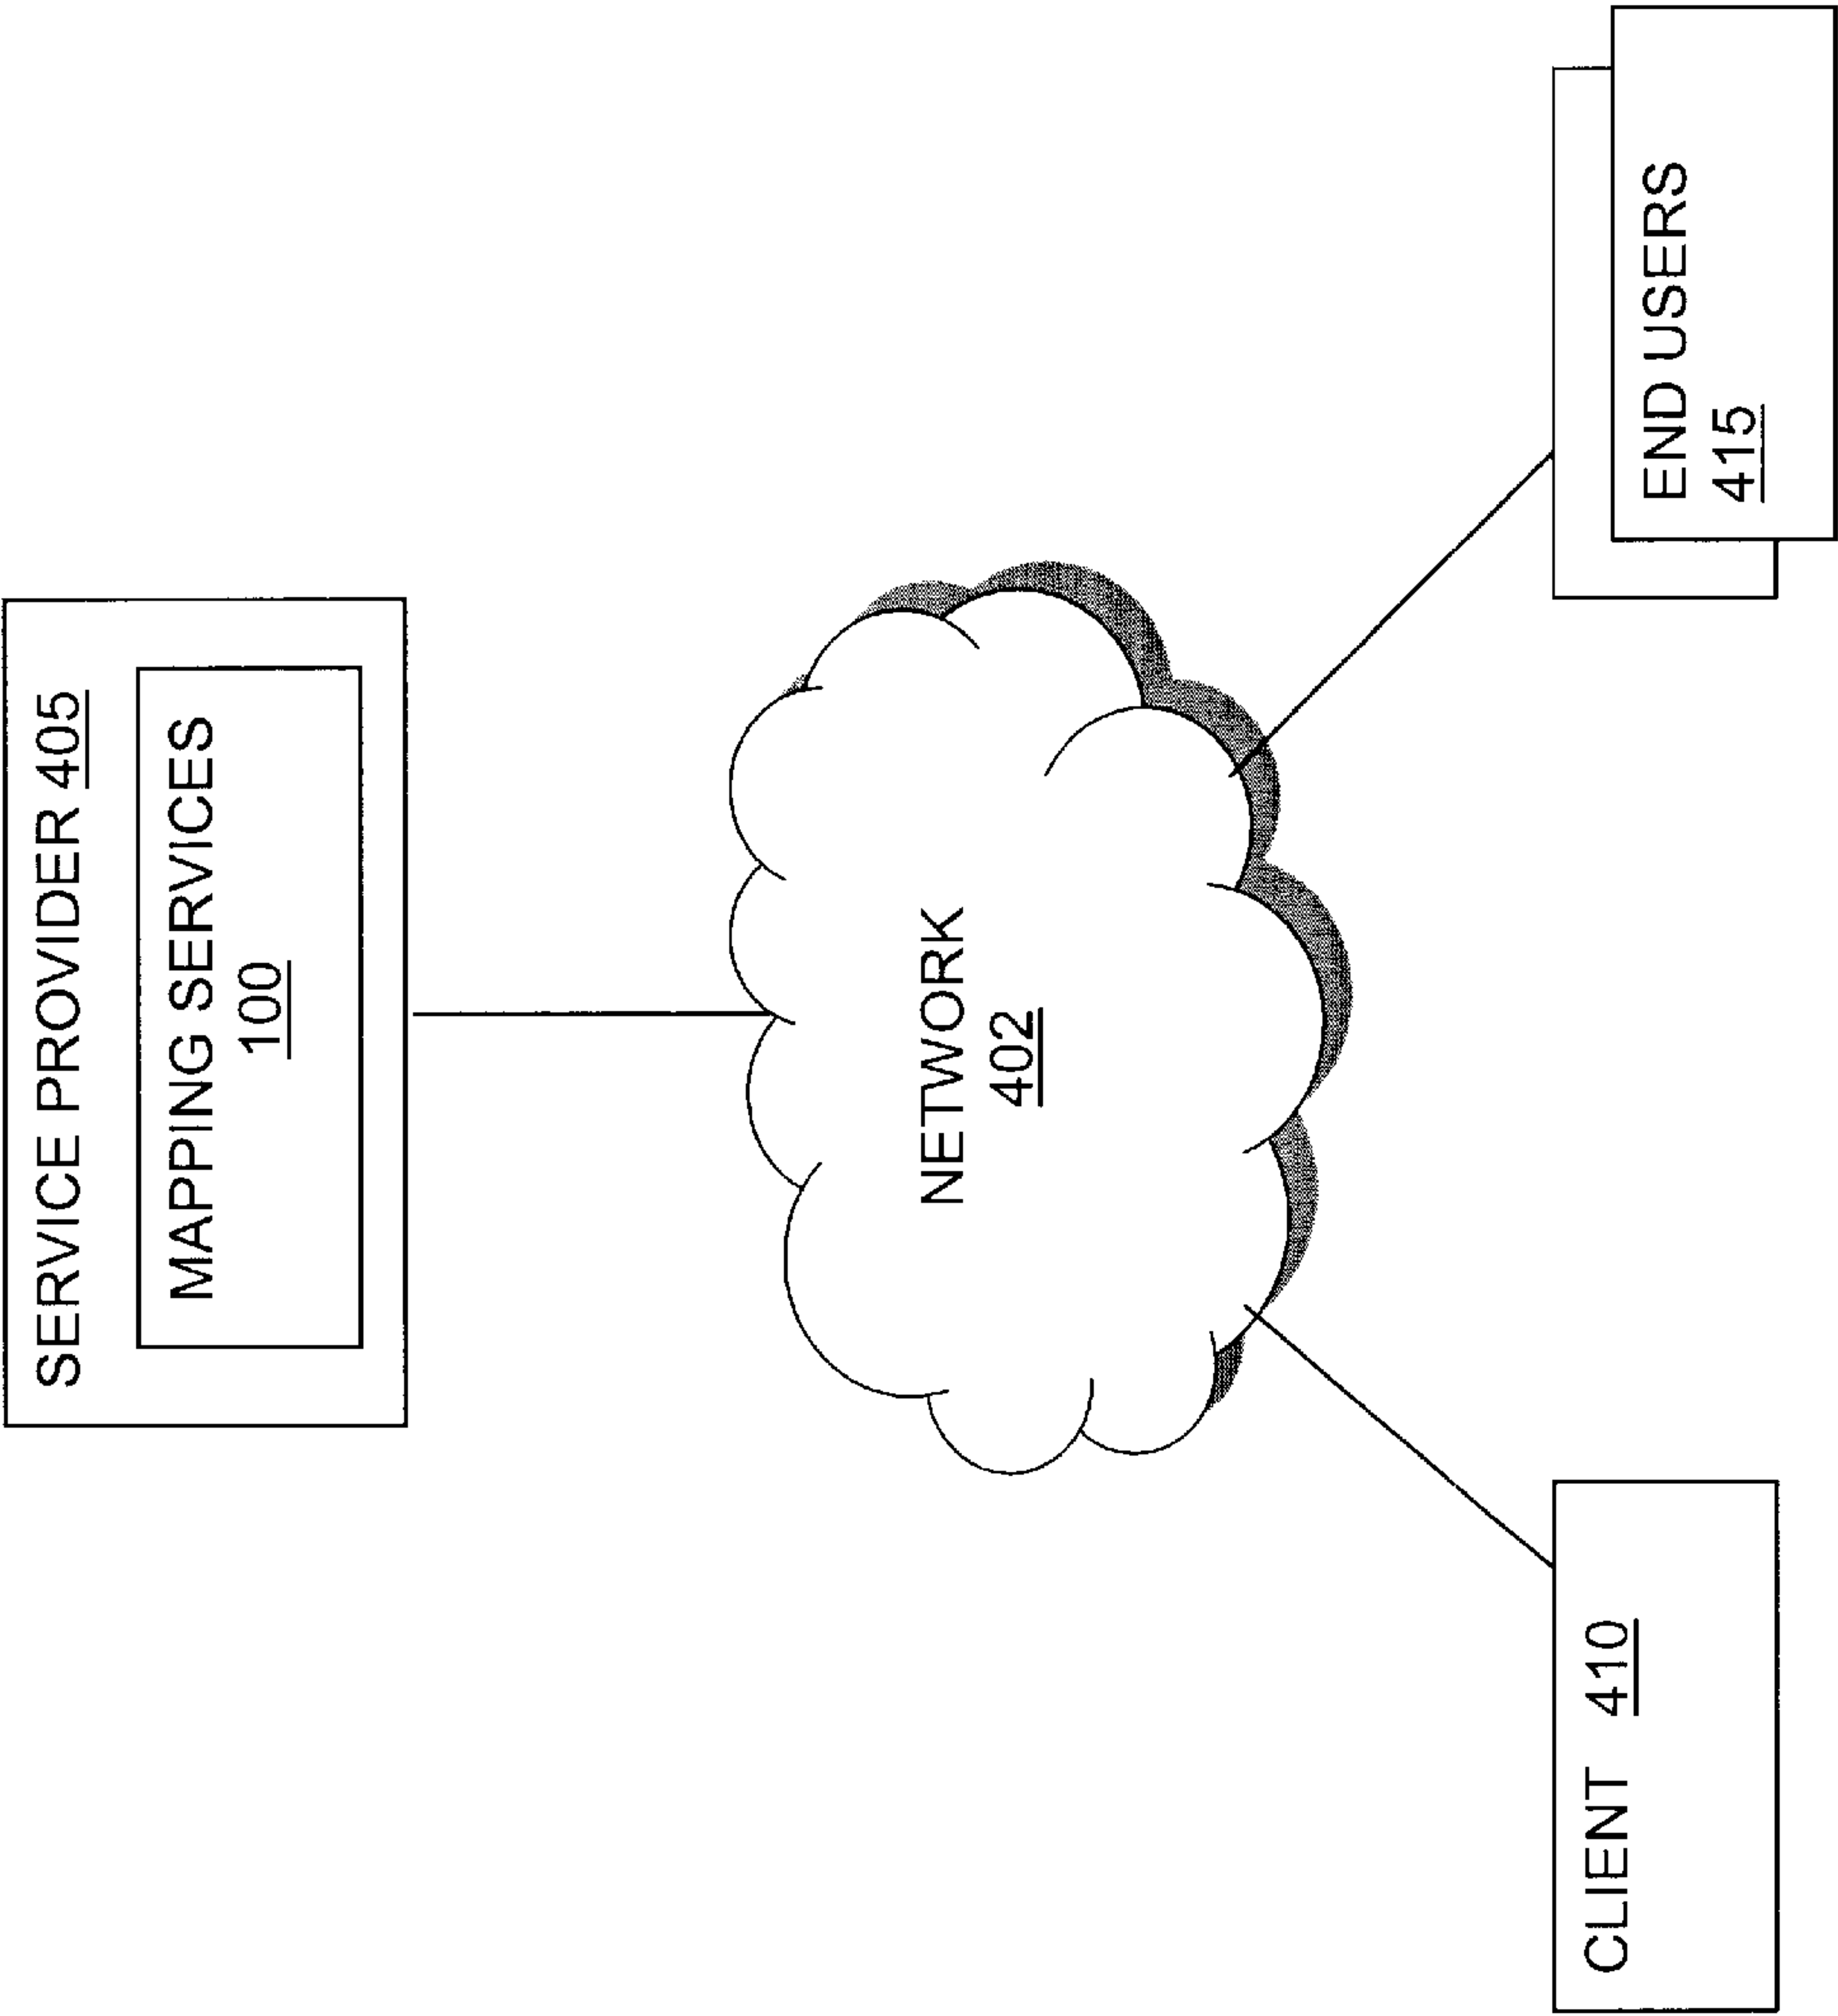 SERVICE PROVIDER 405
MAPPING SERVICES
100
NETWORK
402
CLIENT 410
END USERS
415